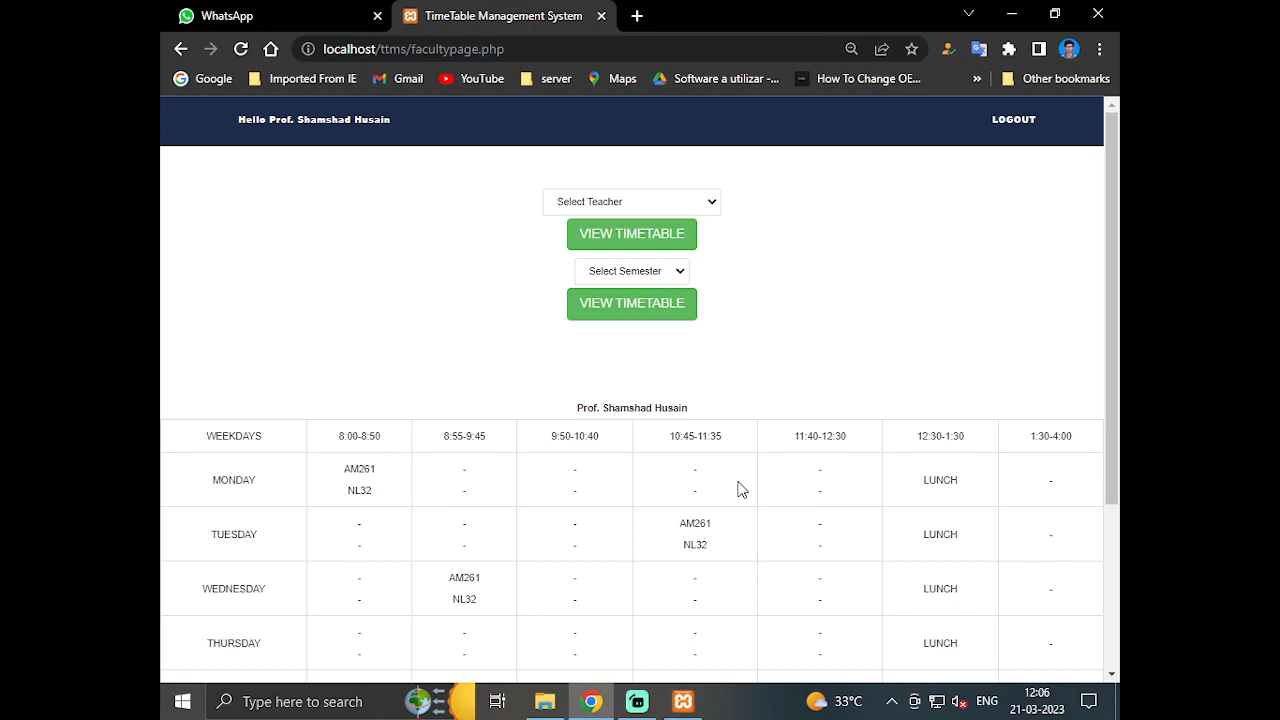 WhatsApp
TimeTable Management System
localhost/ttms/facultypage.php
Google Imported From IE Gmail YouTube server Maps Software a utilizar -... How To Change OE... » Other bookmarks
Hello Prof. Shamshad Husain LOGOUT
Select Teacher
VIEW TIMETABLE
Select Semester
VIEW TIMETABLE
Prof. Shamshad Husain
WEEKDAYS 8:00-8:50 8:55-9:45 9:50-10:40 10:45-11:35 11:40-12:30 12:30-1:30 1:30-4:00
MONDAY AM261 NL32 - - - - - - - - LUNCH -
TUESDAY - - - - - - AM261 NL32 - - LUNCH -
WEDNESDAY - - AM261 NL32 - - - - - - LUNCH -
THURSDAY - - - - - - - - - - LUNCH -
Type here to search
33°C
ENG
12:06
21-03-2023